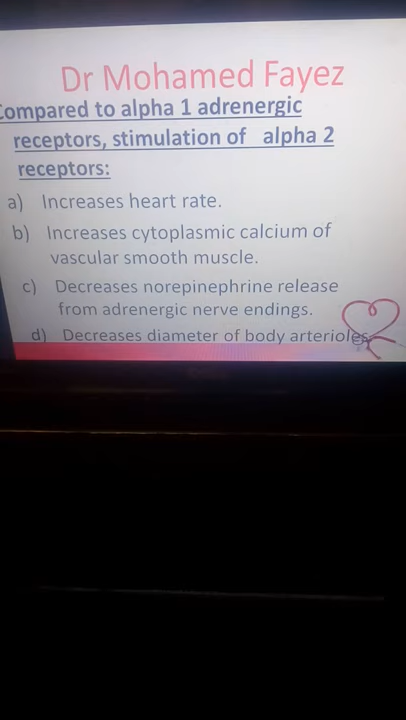 Dr Mohamed Fayez
Compared to alpha 1 adrenergic
receptors, stimulation of alpha 2
receptors:
a) Increases heart rate.
b) Increases cytoplasmic calcium of
vascular smooth muscle.
c) Decreases norepinephrine release
from adrenergic nerve endings.
d) Decreases diameter of body arterioles